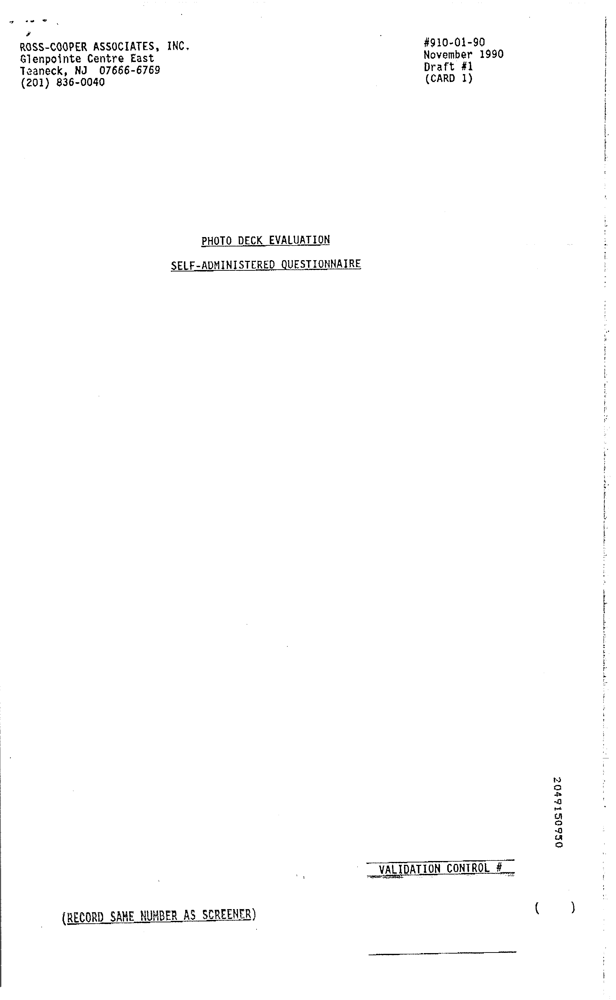 ROSS-COOPER ASSOCIATES, INC.
Glenpointe Centre East
Teaneck, NJ 07666-6769
(201) 836-0040
#910-01-90
November 1990
Draft #1
(CARD 1)
PHOTO DECK EVALUATION
SELF-ADMINISTERED QUESTIONNAIRE
2049150950
VALIDATION CONTROL #
(RECORD SAME NUMBER AS SCREENER)
( )